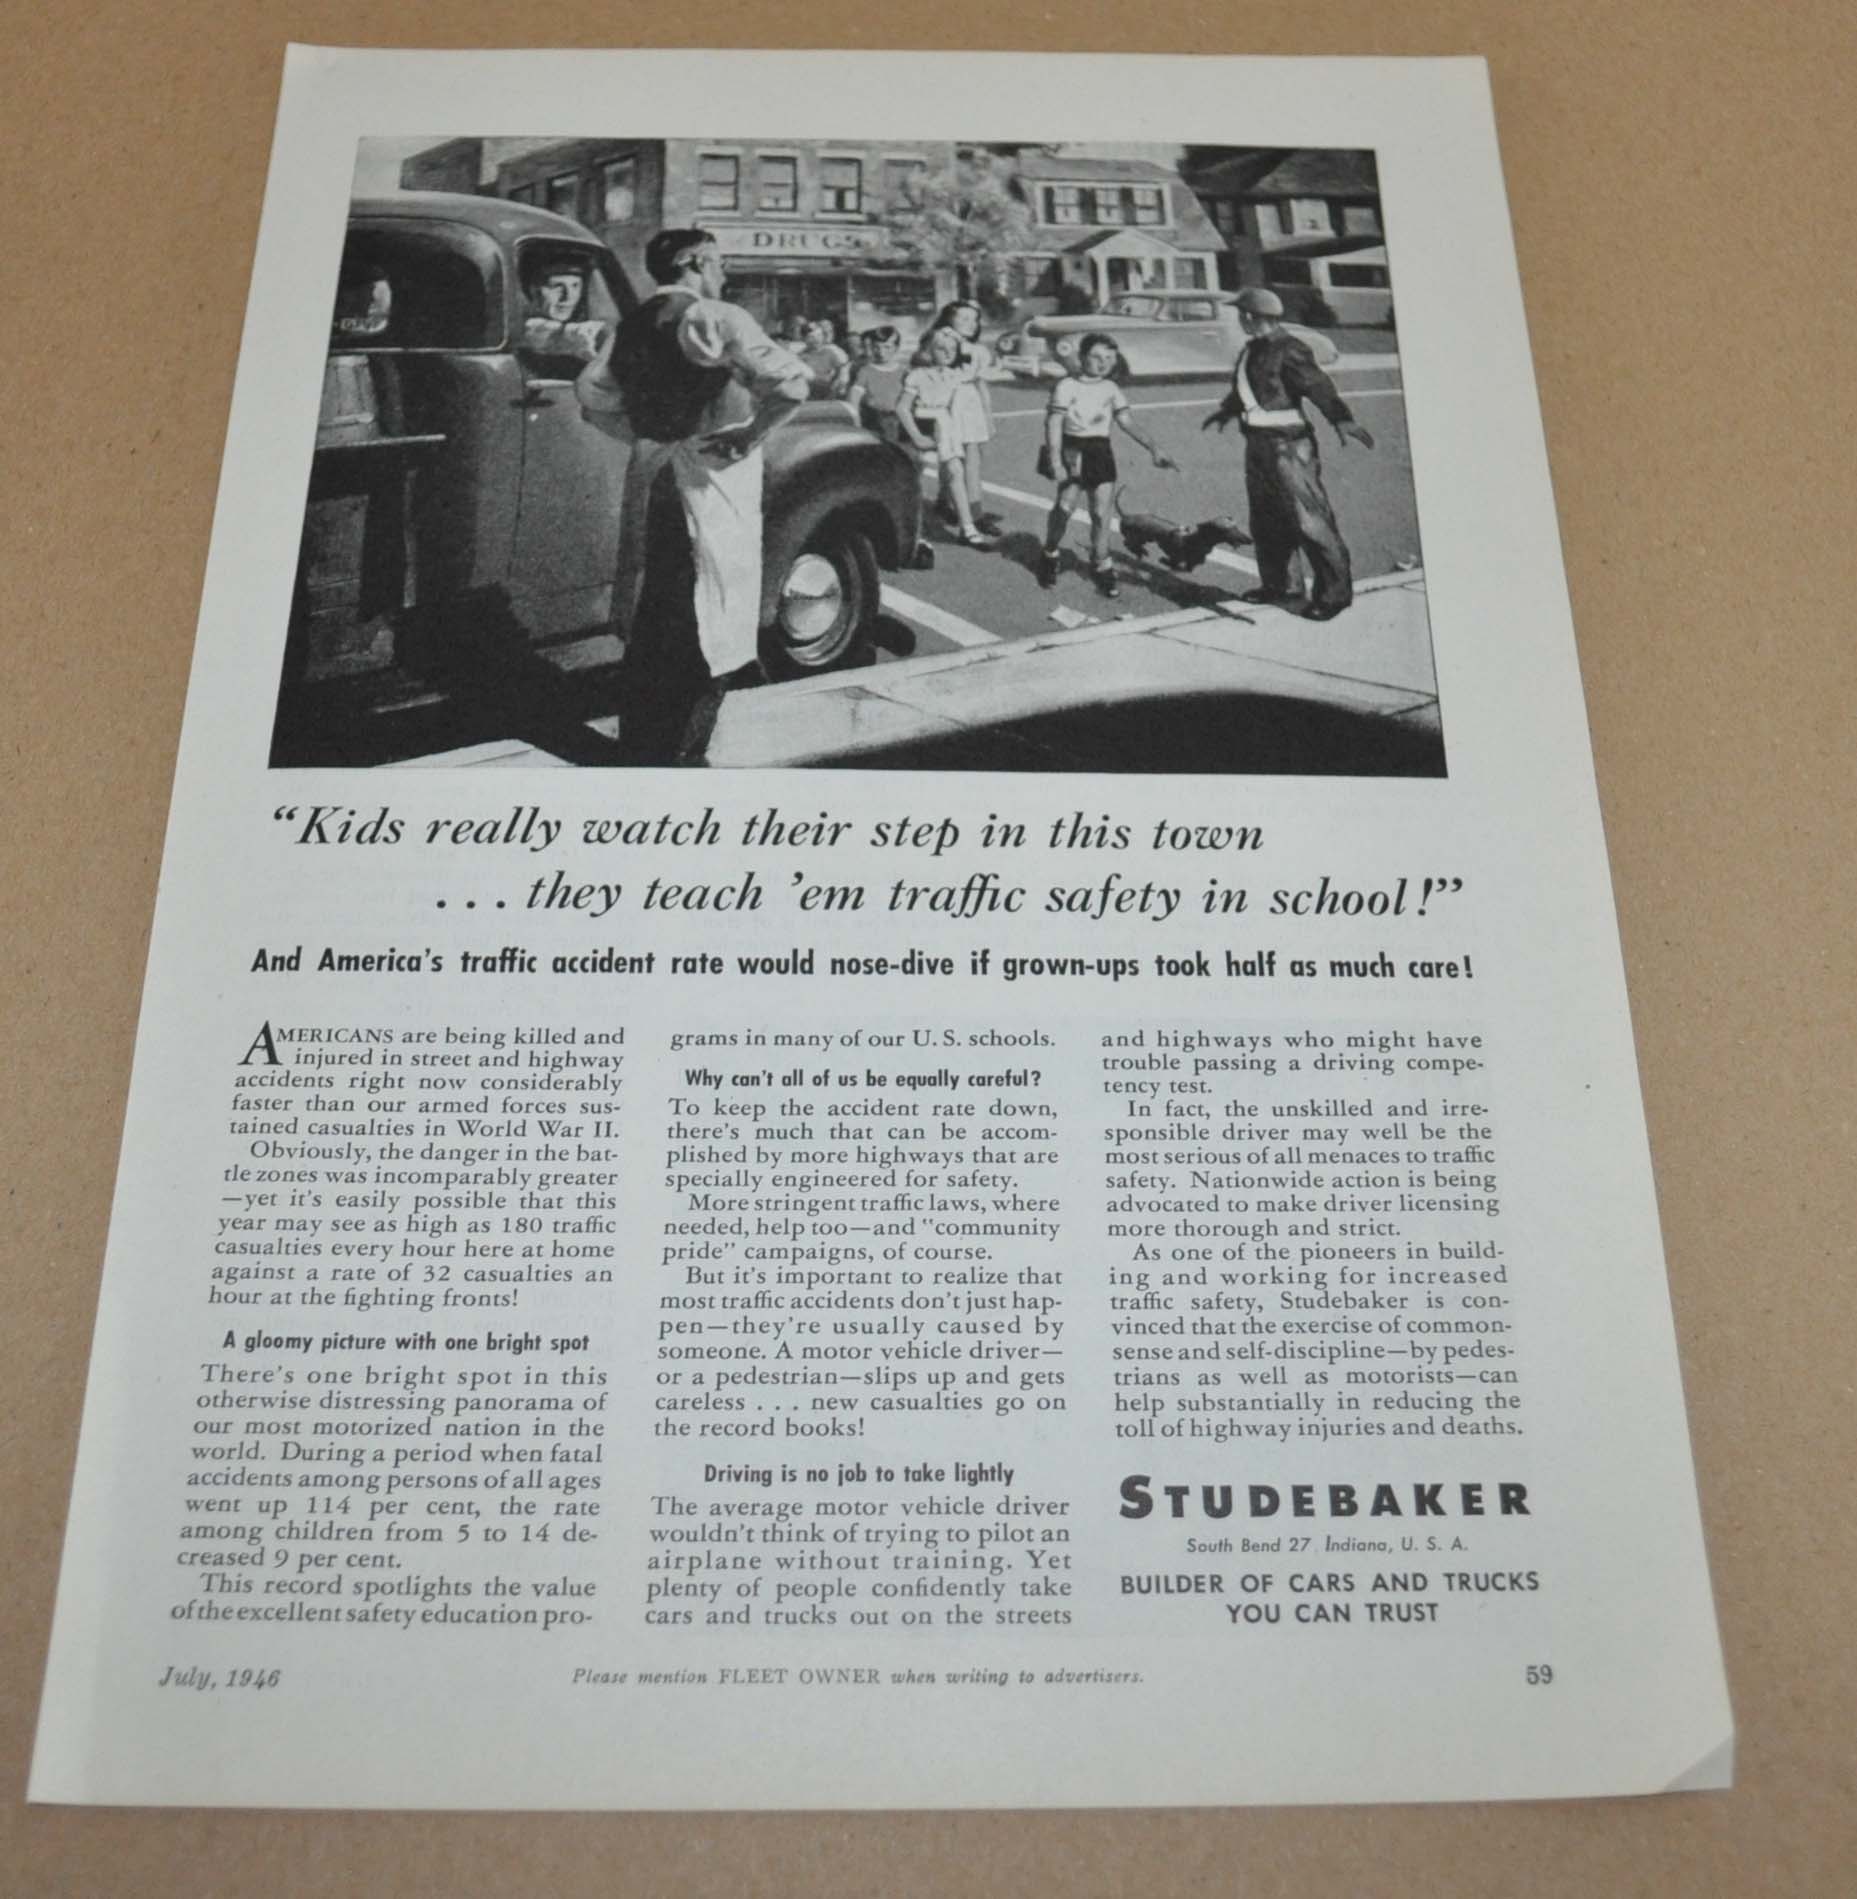 DRUGS
"Kids really watch their step in this town
. . . they teach 'em traffic safety in school!"
And America's traffic accident rate would nose-dive if grown-ups took half as much care!
AMERICANS are being killed and
injured in street and highway
accidents right now considerably
faster than our armed forces sus-
tained casualties in World War II.
Obviously, the danger in the bat-
tle zones was incomparably greater
—yet it's easily possible that this
year may see as high as 180 traffic
casualties every hour here at home
against a rate of 32 casualties an
hour at the fighting fronts!
A gloomy picture with one bright spot
There's one bright spot in this
otherwise distressing panorama of
our most motorized nation in the
world. During a period when fatal
accidents among persons of all ages
went up 114 per cent, the rate
among children from 5 to 14 de-
creased 9 per cent.
This record spotlights the value
of the excellent safety education pro-
grams in many of our U. S. schools.
Why can't all of us be equally careful?
To keep the accident rate down,
there's much that can be accom-
plished by more highways that are
specially engineered for safety.
More stringent traffic laws, where
needed, help too—and "community
pride" campaigns, of course.
But it's important to realize that
most traffic accidents don't just hap-
pen—they're usually caused by
someone. A motor vehicle driver—
or a pedestrian—slips up and gets
careless . . . new casualties go on
the record books!
Driving is no job to take lightly
The average motor vehicle driver
wouldn't think of trying to pilot an
airplane without training. Yet
plenty of people confidently take
cars and trucks out on the streets
and highways who might have
trouble passing a driving compe-
tency test.
In fact, the unskilled and irre-
sponsible driver may well be the
most serious of all menaces to traffic
safety. Nationwide action is being
advocated to make driver licensing
more thorough and strict.
As one of the pioneers in build-
ing and working for increased
traffic safety, Studebaker is con-
vinced that the exercise of common-
sense and self-discipline—by pedes-
trians as well as motorists—can
help substantially in reducing the
toll of highway injuries and deaths.
STUDEBAKER
South Bend 27, Indiana, U. S. A.
BUILDER OF CARS AND TRUCKS
YOU CAN TRUST
July, 1946
Please mention FLEET OWNER when writing to advertisers.
59